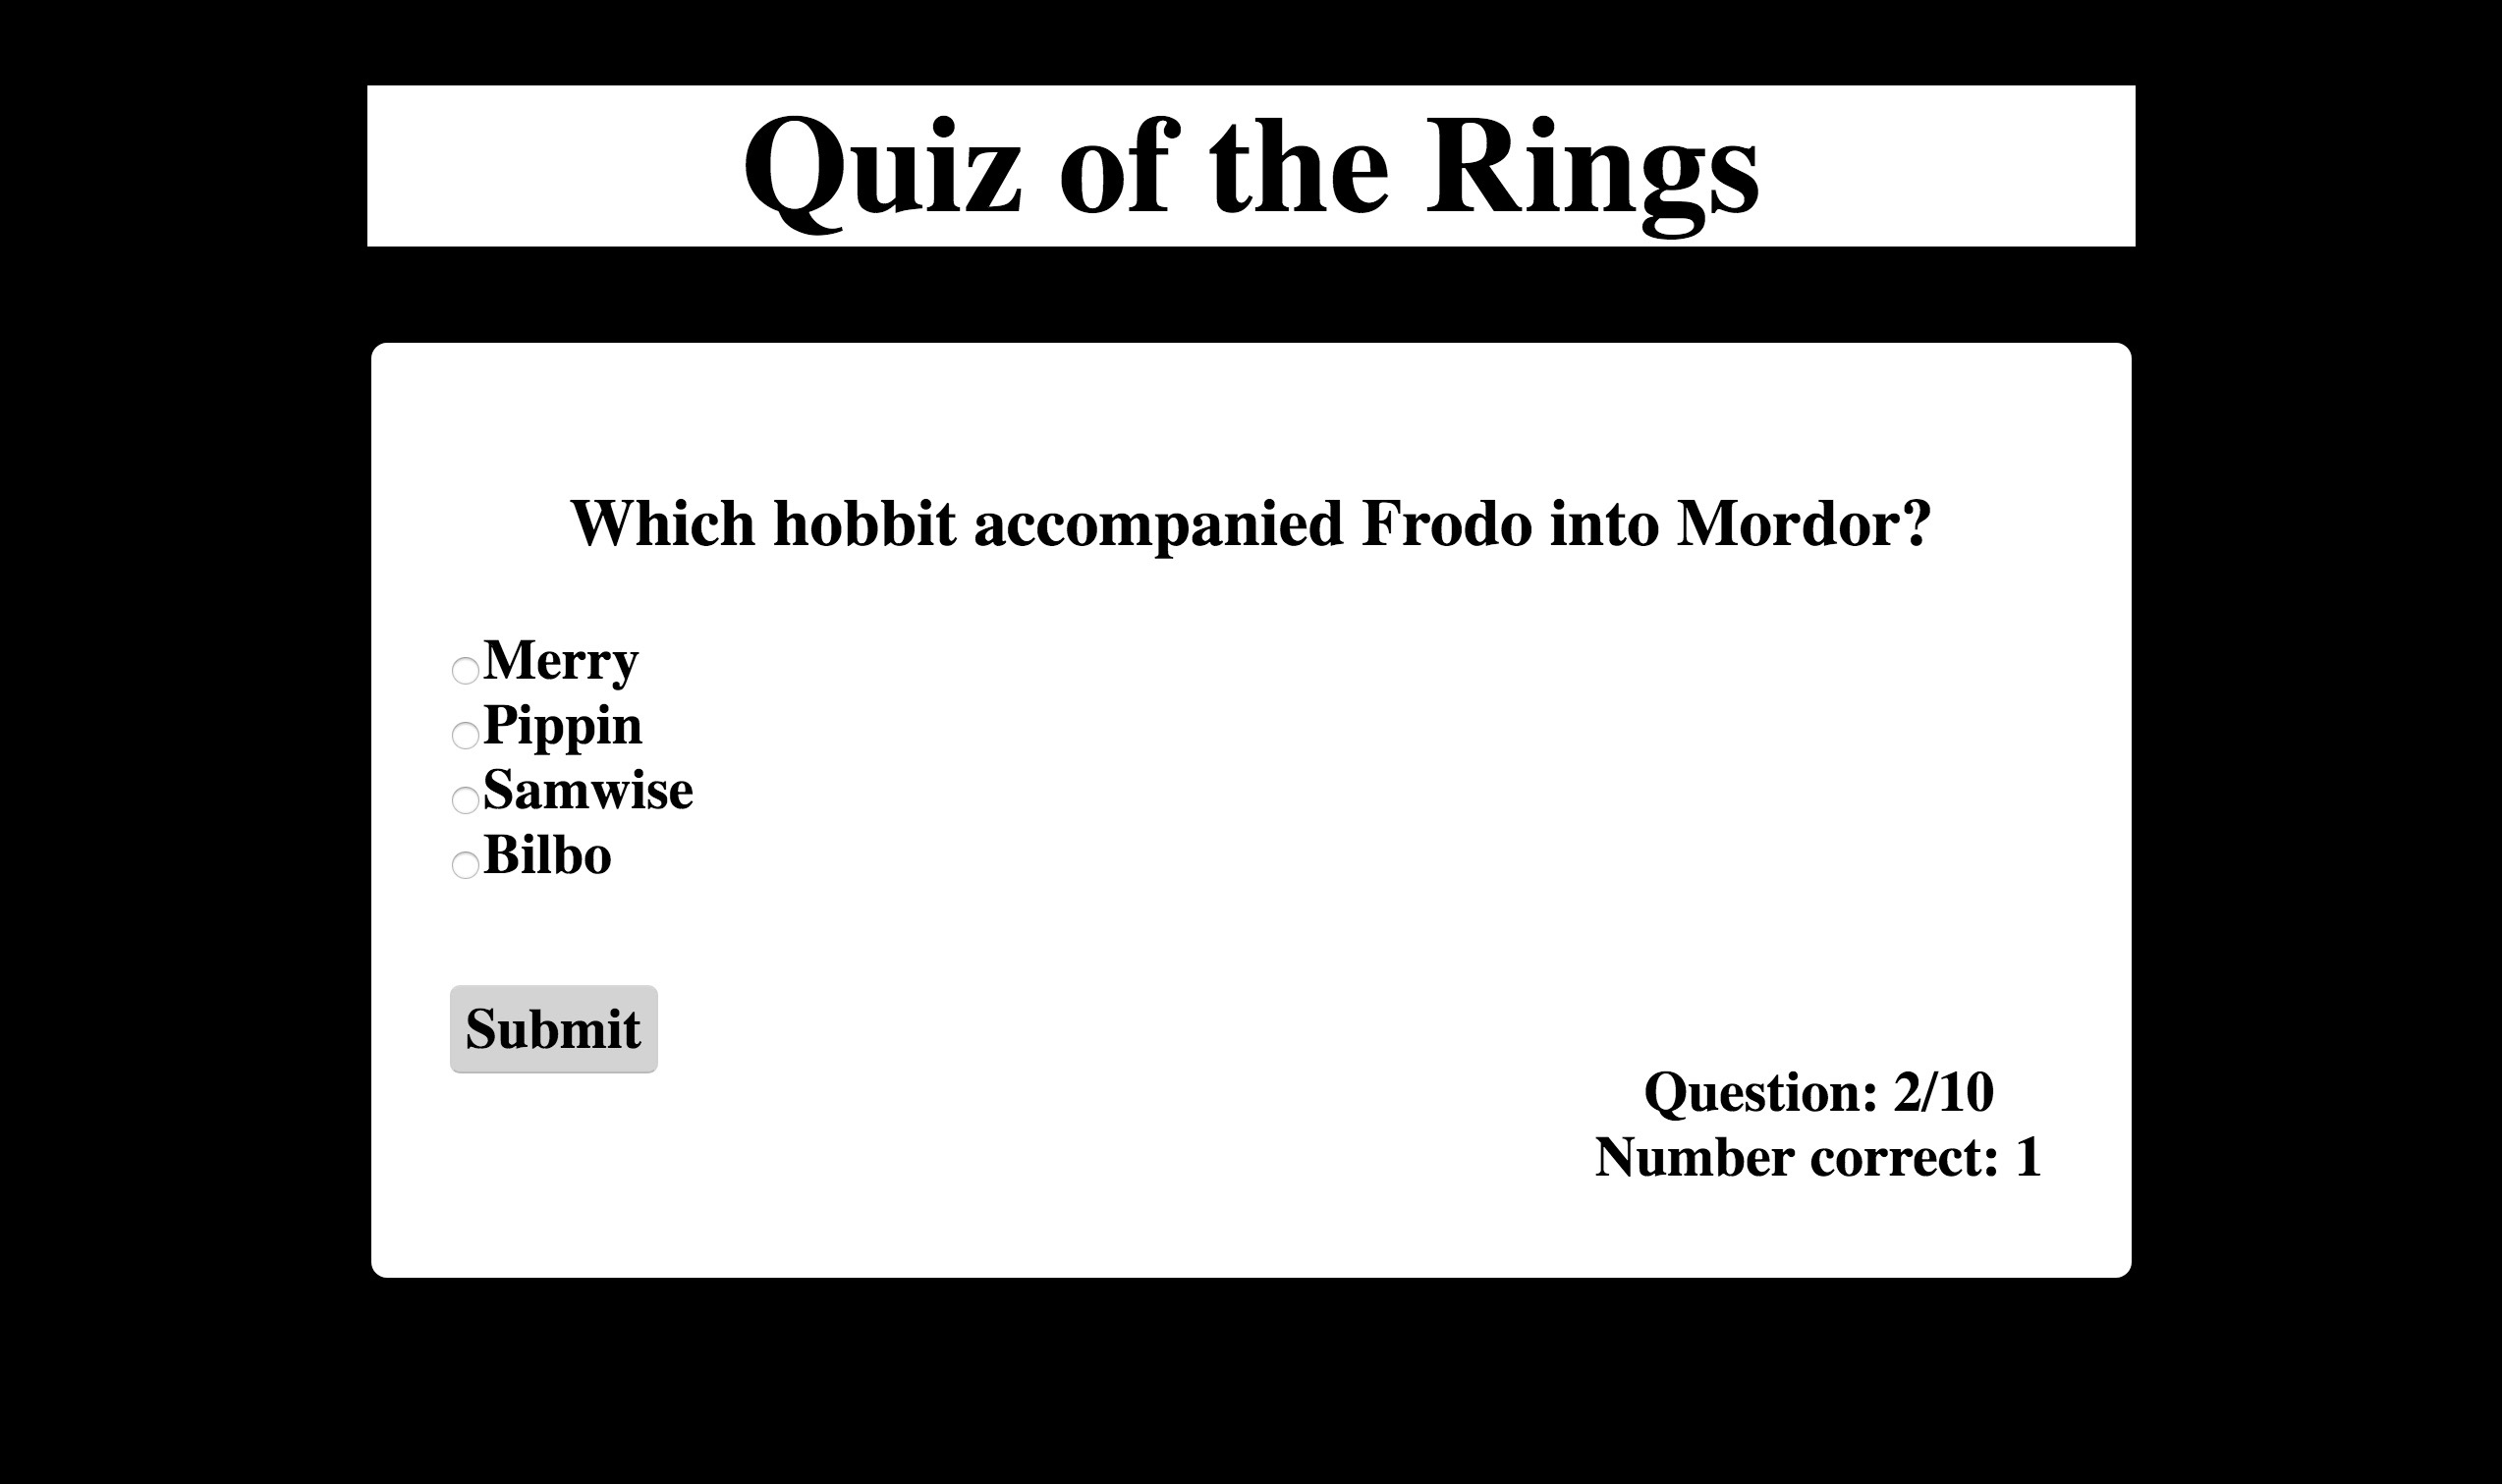 Quiz of the Rings
Which hobbit accompanied Frodo into Mordor?
Merry
Pippin
Samwise
Bilbo
Submit
Question: 2/10
Number correct: 1